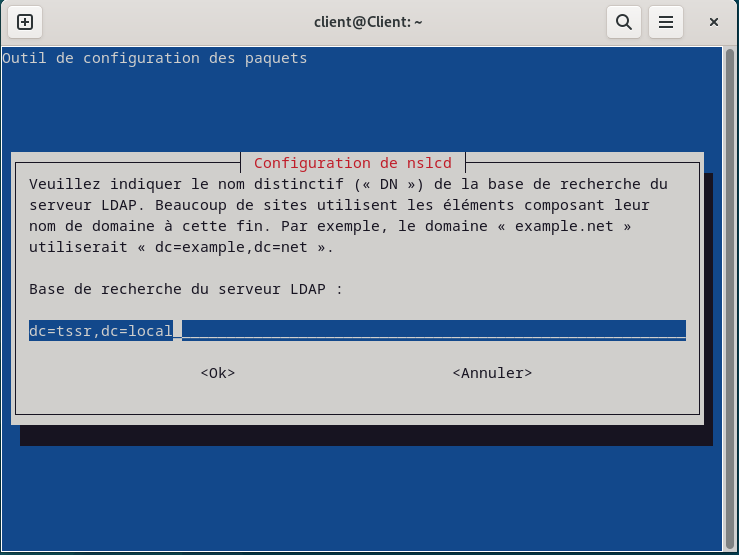 client@Client: ~
Outil de configuration des paquets
Configuration de nslcd
Veuillez indiquer le nom distinctif (« DN ») de la base de recherche du
serveur LDAP. Beaucoup de sites utilisent les éléments composant leur
nom de domaine à cette fin. Par exemple, le domaine « example.net »
utiliserait « dc=example,dc=net ».
Base de recherche du serveur LDAP :
dc=tssr,dc=local
<Ok> <Annuler>